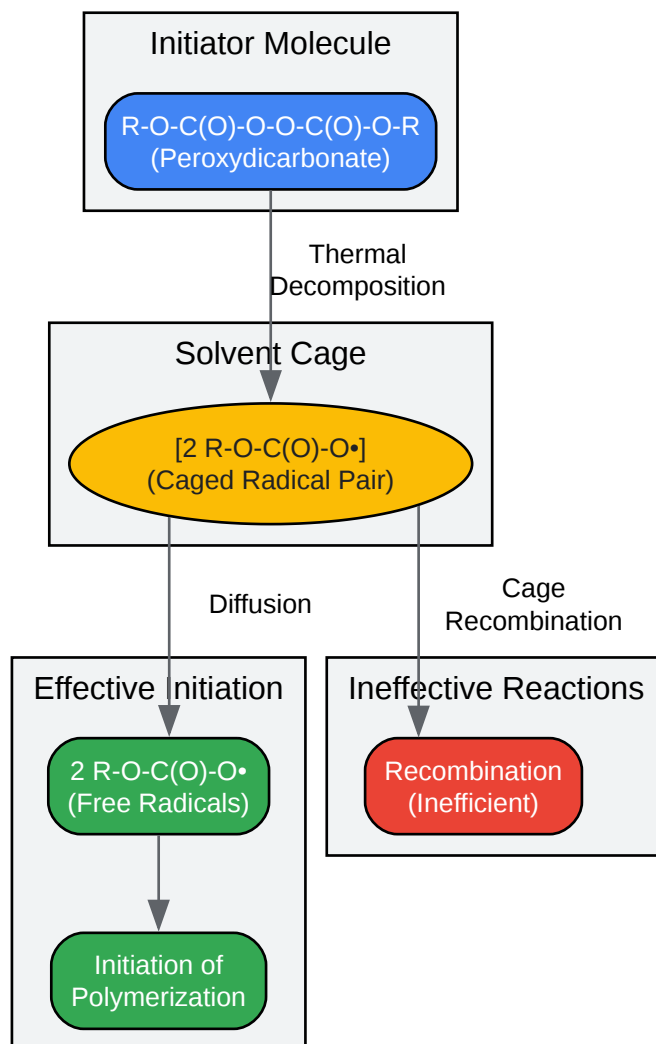 Initiator Molecule
R-O-C(O)-O-O-C(O)-O-R
(Peroxydicarbonate)
Thermal
Decomposition
Solvent Cage
[2 R-O-C(O)-O•]
(Caged Radical Pair)
Diffusion
Cage
Recombination
Effective Initiation
2 R-O-C(O)-O•
(Free Radicals)
Initiation of
Polymerization
Ineffective Reactions
Recombination
(Inefficient)